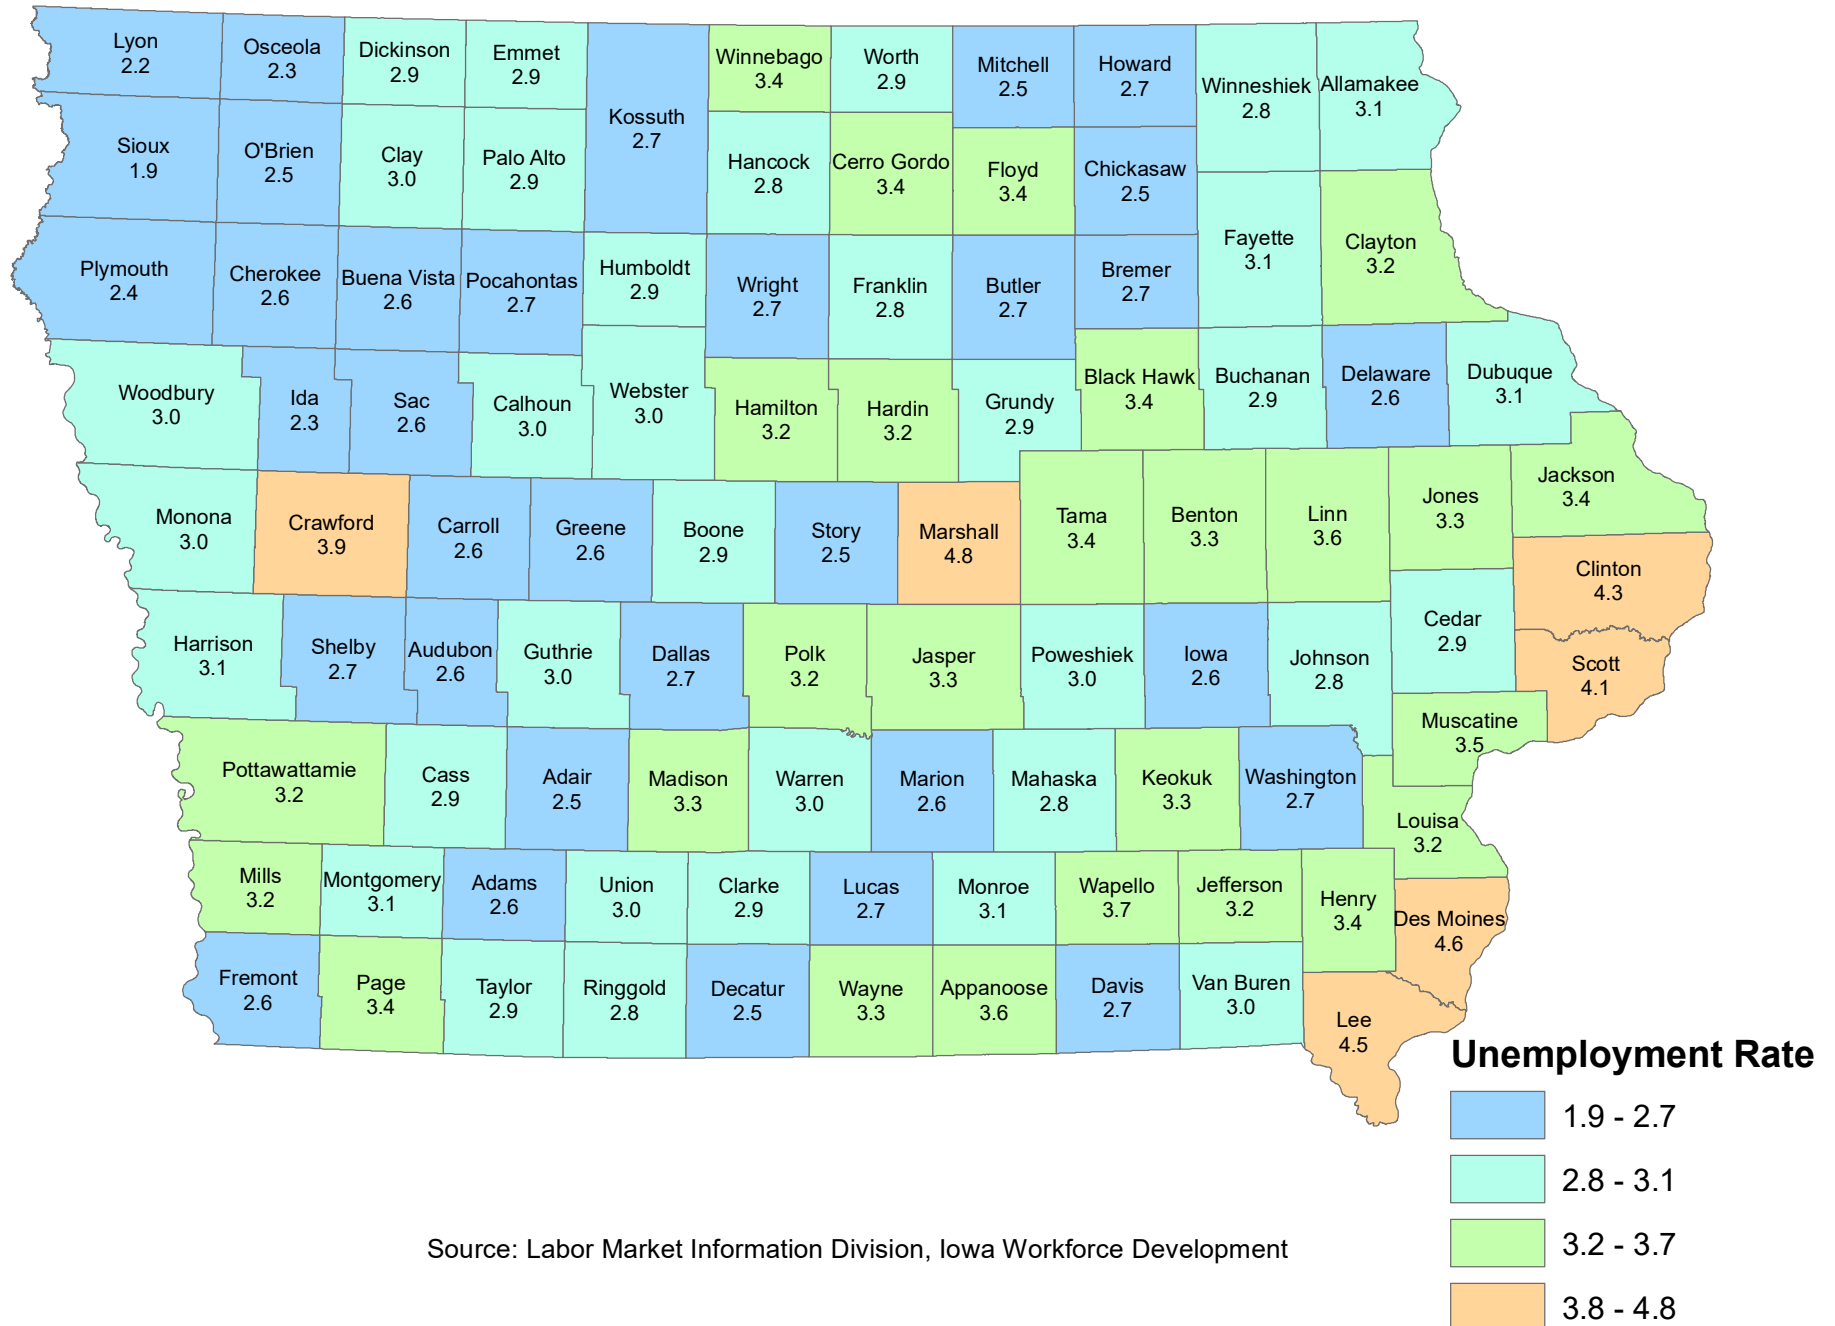 Lyon
2.2
Osceola
2.3
Dickinson
2.9
Emmet
2.9
Kossuth
2.7
Winnebago
3.4
Worth
2.9
Mitchell
2.5
Howard
2.7
Winneshiek
2.8
Allamakee
3.1
Sioux
1.9
O'Brien
2.5
Clay
3.0
Palo Alto
2.9
Hancock
2.8
Cerro Gordo
3.4
Floyd
3.4
Chickasaw
2.5
Fayette
3.1
Clayton
3.2
Plymouth
2.4
Cherokee
2.6
Buena Vista
2.6
Pocahontas
2.7
Humboldt
2.9
Wright
2.7
Franklin
2.8
Butler
2.7
Bremer
2.7
Woodbury
3.0
Ida
2.3
Sac
2.6
Calhoun
3.0
Webster
3.0
Hamilton
3.2
Hardin
3.2
Grundy
2.9
Black Hawk
3.4
Buchanan
2.9
Delaware
2.6
Dubuque
3.1
Monona
3.0
Crawford
3.9
Carroll
2.6
Greene
2.6
Boone
2.9
Story
2.5
Marshall
4.8
Tama
3.4
Benton
3.3
Linn
3.6
Jones
3.3
Jackson
3.4
Clinton
4.3
Harrison
3.1
Shelby
2.7
Audubon
2.6
Guthrie
3.0
Dallas
2.7
Polk
3.2
Jasper
3.3
Poweshiek
3.0
Iowa
2.6
Johnson
2.8
Cedar
2.9
Scott
4.1
Muscatine
3.5
Pottawattamie
3.2
Cass
2.9
Adair
2.5
Madison
3.3
Warren
3.0
Marion
2.6
Mahaska
2.8
Keokuk
3.3
Washington
2.7
Louisa
3.2
Mills
3.2
Montgomery
3.1
Adams
2.6
Union
3.0
Clarke
2.9
Lucas
2.7
Monroe
3.1
Wapello
3.7
Jefferson
3.2
Henry
3.4
Des Moines
4.6
Fremont
2.6
Page
3.4
Taylor
2.9
Ringgold
2.8
Decatur
2.5
Wayne
3.3
Appanoose
3.6
Davis
2.7
Van Buren
3.0
Lee
4.5
Unemployment Rate
1.9 - 2.7
2.8 - 3.1
3.2 - 3.7
3.8 - 4.8
Source: Labor Market Information Division, Iowa Workforce Development